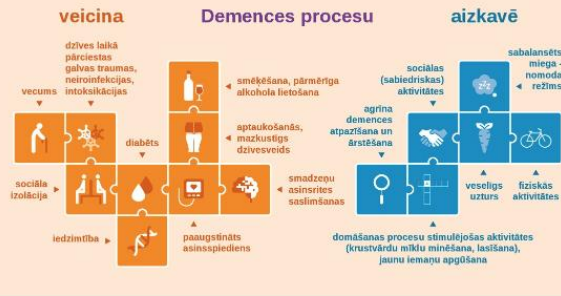 veicina
Demences procesu
aizkavē
dzīves laikā
pārciestas
galvas traumas,
neiroinfekcijas,
intoksikācijas
vecums
smēķēšana, pārmērīga
alkohola lietošana
diabēts
aptaukošanās,
mazkustīgs
dzīvesveids
sociāla
izolācija
smadzeņu
asinsrites
saslimšanas
iedzimtība
paaugstināts
asinsspiediens
sociālas
(sabiedriskas)
aktivitātes
sabalansēts
miega -
nomoda
režīms
agrīna
demences
atpazīšana un
ārstēšana
veselīgs
uzturs
fiziskās
aktivitātes
domāšanas procesu stimulējošas aktivitātes
(krustvārdu mīklu minēšana, lasīšana),
jaunu iemaņu apgūšana